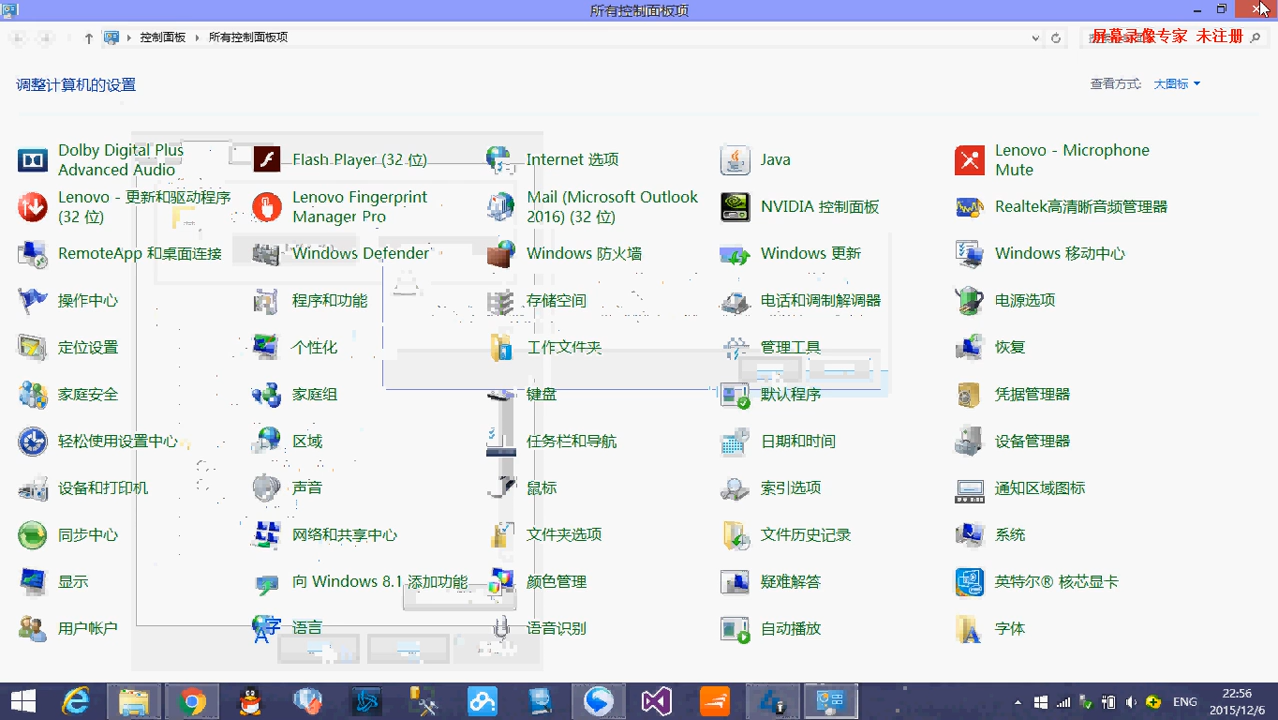 所有控制面板项
控制面板
所有控制面板项
屏幕录像专家 未注册
调整计算机的设置
查看方式:
大图标
Dolby Digital Plus
Advanced Audio
Flash Player (32 位)
Internet 选项
Java
Lenovo - Microphone
Mute
Lenovo - 更新和驱动程序
(32 位)
Lenovo Fingerprint
Manager Pro
Mail (Microsoft Outlook
2016) (32 位)
NVIDIA 控制面板
Realtek高清晰音频管理器
RemoteApp 和桌面连接
Windows Defender
Windows 防火墙
Windows 更新
Windows 移动中心
操作中心
程序和功能
存储空间
电话和调制解调器
电源选项
定位设置
个性化
工作文件夹
管理工具
恢复
家庭安全
家庭组
键盘
默认程序
凭据管理器
轻松使用设置中心
区域
任务栏和导航
日期和时间
设备管理器
设备和打印机
声音
鼠标
索引选项
通知区域图标
同步中心
网络和共享中心
文件夹选项
文件历史记录
系统
显示
向 Windows 8.1 添加功能
颜色管理
疑难解答
英特尔® 核芯显卡
用户帐户
语言
语音识别
自动播放
字体
ENG
22:56
2015/12/6